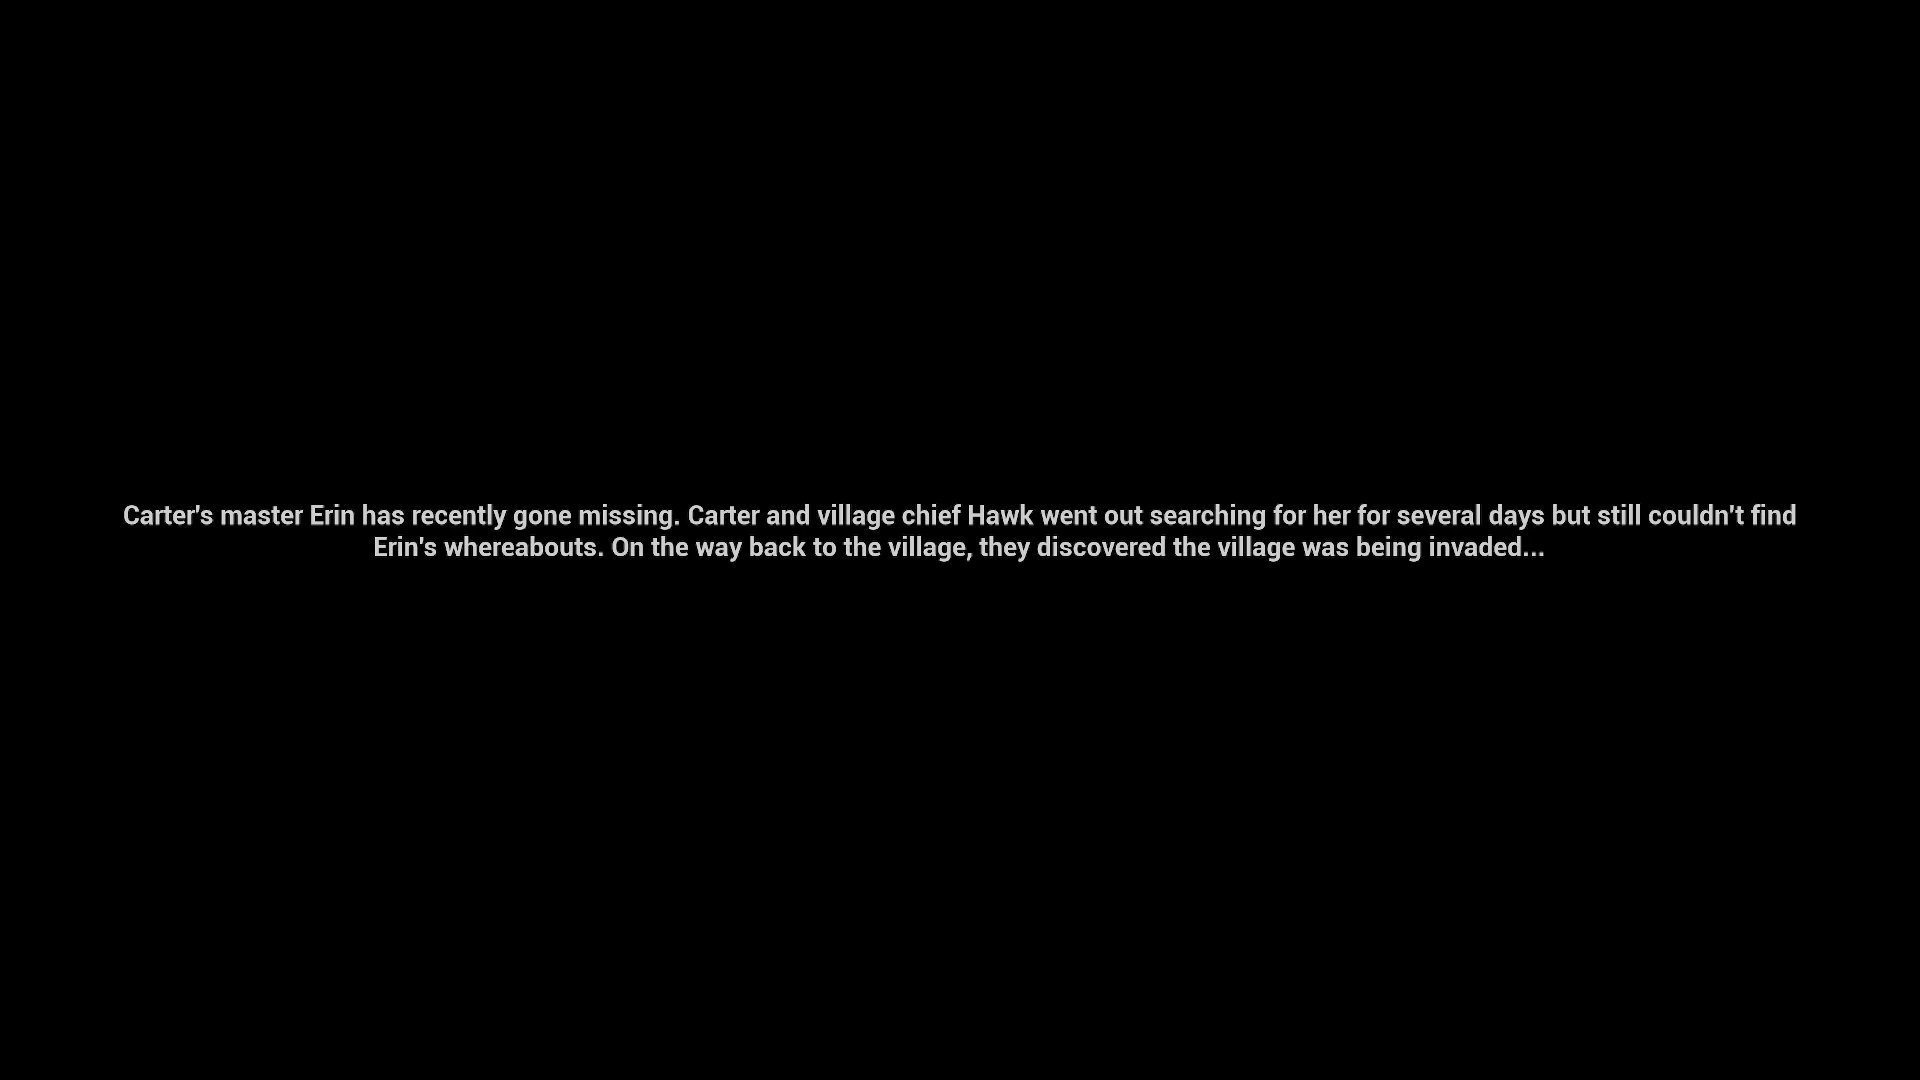 Carter's master Erin has recently gone missing. Carter and village chief Hawk went out searching for her for several days but still couldn't find
Erin's whereabouts. On the way back to the village, they discovered the village was being invaded...